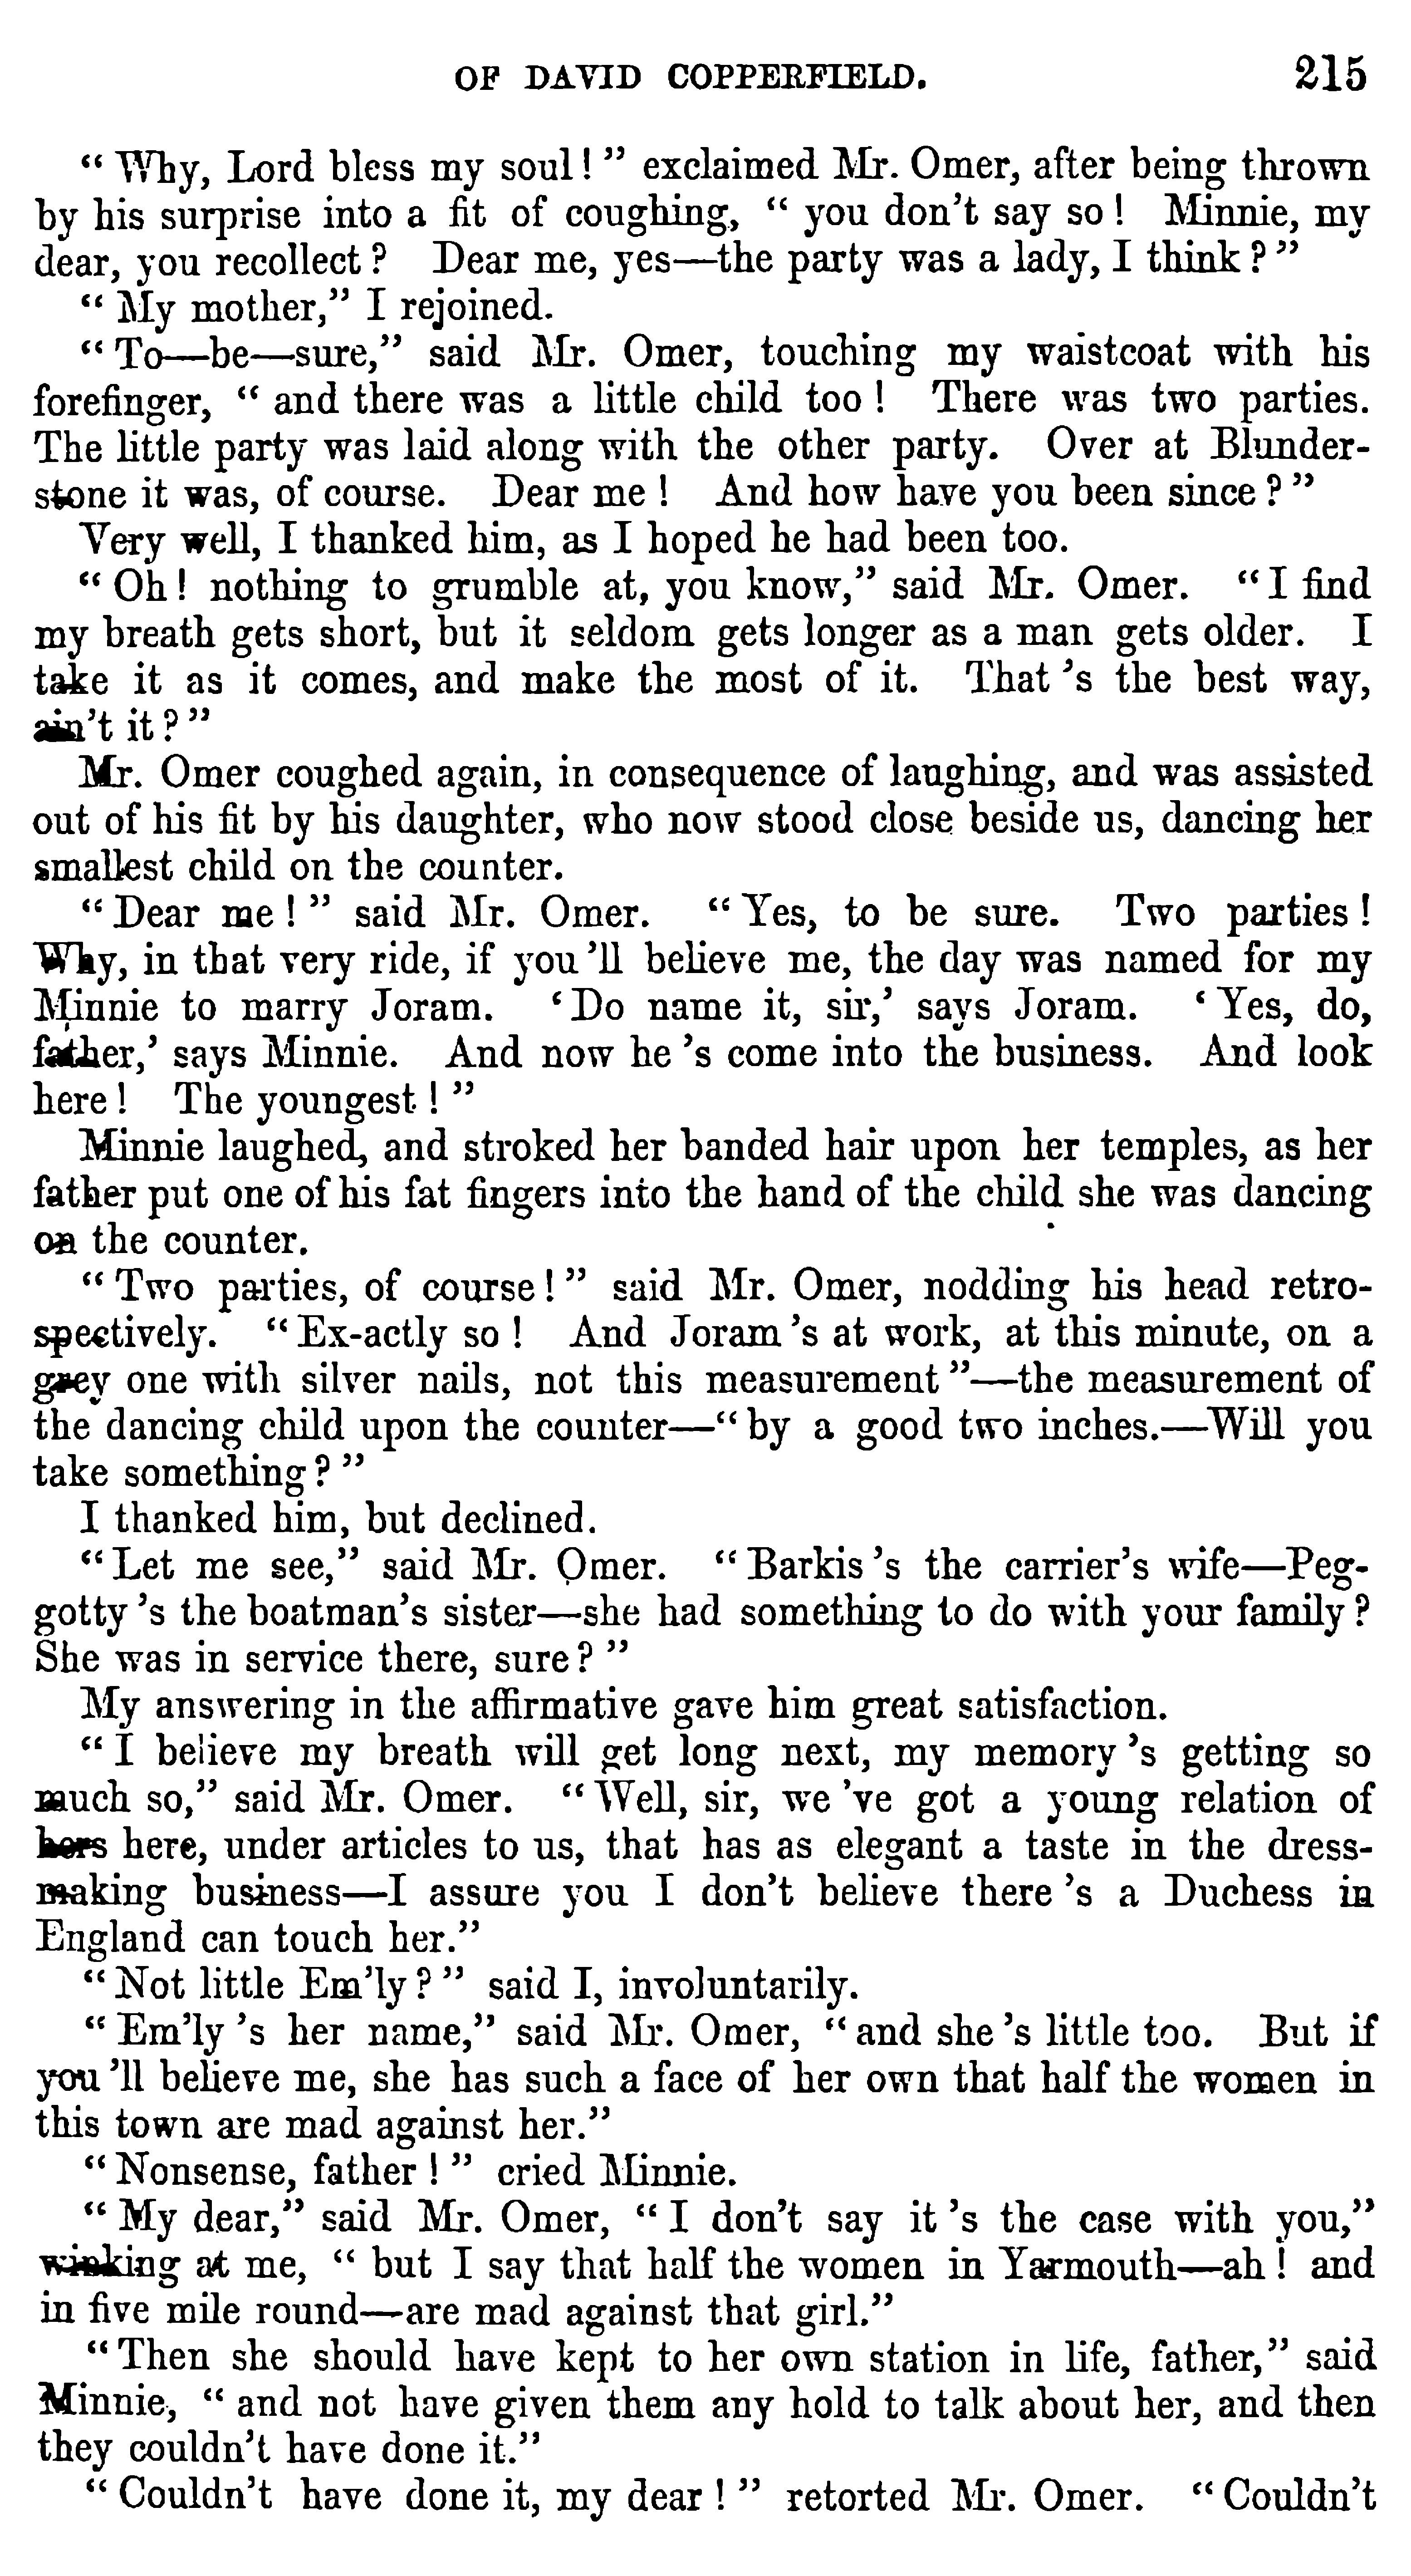 OF DAVID COPPERFIELD. 215
“ Why, Lord bless my soul! ” exclaimed Mr. Omer, after being thrown
by his surprise into a fit of coughing, “ you don't say so ! Minnie, my
dear, you recollect ? Dear me, yes—the party was a lady, I think ? ”
“ My mother,” I rejoined.
“ To—be—sure,” said Mr. Omer, touching my waistcoat with his
forefinger, “ and there was a little child too ! There was two parties.
The little party was laid along with the other party. Over at Blunder-
stone it was, of course. Dear me ! And how have you been since ? ”
Very well, I thanked him, as I hoped he had been too.
“ Oh ! nothing to grumble at, you know,” said Mr. Omer. “ I find
my breath gets short, but it seldom gets longer as a man gets older. I
take it as it comes, and make the most of it. That 's the best way,
ain't it ? ”
Mr. Omer coughed again, in consequence of laughing, and was assisted
out of his fit by his daughter, who now stood close beside us, dancing her
smallest child on the counter.
“ Dear me ! ” said Mr. Omer. “ Yes, to be sure. Two parties !
Why, in that very ride, if you 'll believe me, the day was named for my
Minnie to marry Joram. ‘ Do name it, sir,’ says Joram. ‘ Yes, do,
father,’ says Minnie. And now he 's come into the business. And look
here ! The youngest ! ”
Minnie laughed, and stroked her banded hair upon her temples, as her
father put one of his fat fingers into the hand of the child she was dancing
on the counter.
“ Two parties, of course ! ” said Mr. Omer, nodding his head retro-
spectively. “ Ex-actly so ! And Joram 's at work, at this minute, on a
grey one with silver nails, not this measurement ”—the measurement of
the dancing child upon the counter—“ by a good two inches.—Will you
take something ? ”
I thanked him, but declined.
“ Let me see,” said Mr. Omer. “ Barkis 's the carrier's wife—Peg-
gotty 's the boatman's sister—she had something to do with your family ?
She was in service there, sure ? ”
My answering in the affirmative gave him great satisfaction.
“ I believe my breath will get long next, my memory 's getting so
much so,” said Mr. Omer. “ Well, sir, we 've got a young relation of
hers here, under articles to us, that has as elegant a taste in the dress-
making business—I assure you I don't believe there 's a Duchess in
England can touch her.”
“ Not little Em'ly ? ” said I, involuntarily.
“ Em'ly 's her name,” said Mr. Omer, “ and she 's little too. But if
you 'll believe me, she has such a face of her own that half the women in
this town are mad against her.”
“ Nonsense, father ! ” cried Minnie.
“ My dear,” said Mr. Omer, “ I don't say it 's the case with you,”
winking at me, “ but I say that half the women in Yarmouth—ah ! and
in five mile round—are mad against that girl.”
“ Then she should have kept to her own station in life, father,” said
Minnie, “ and not have given them any hold to talk about her, and then
they couldn't have done it.”
“ Couldn't have done it, my dear ! ” retorted Mr. Omer. “ Couldn't